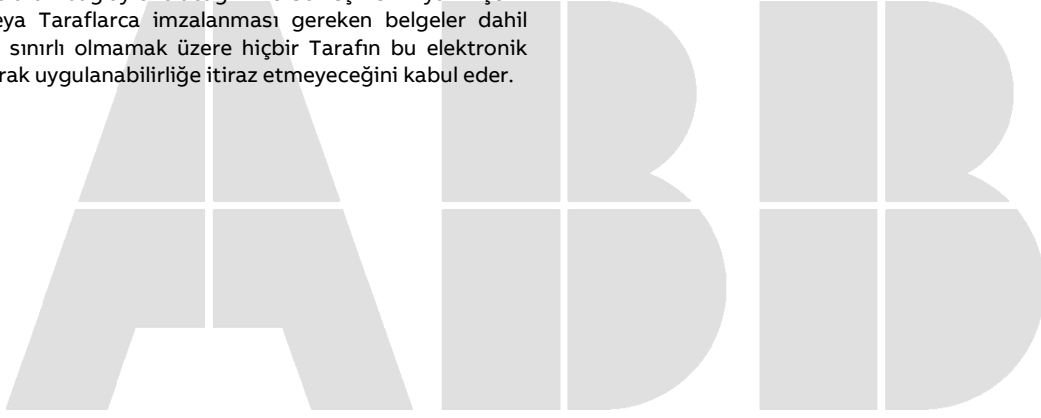 eya Taraflarca imzalanması gereken belgeler dahil
sınırlı olmamak üzere hiçbir Tarafın bu elektronik
rak uygulanabilirliğe itiraz etmeyeceğini kabul eder.
ABB